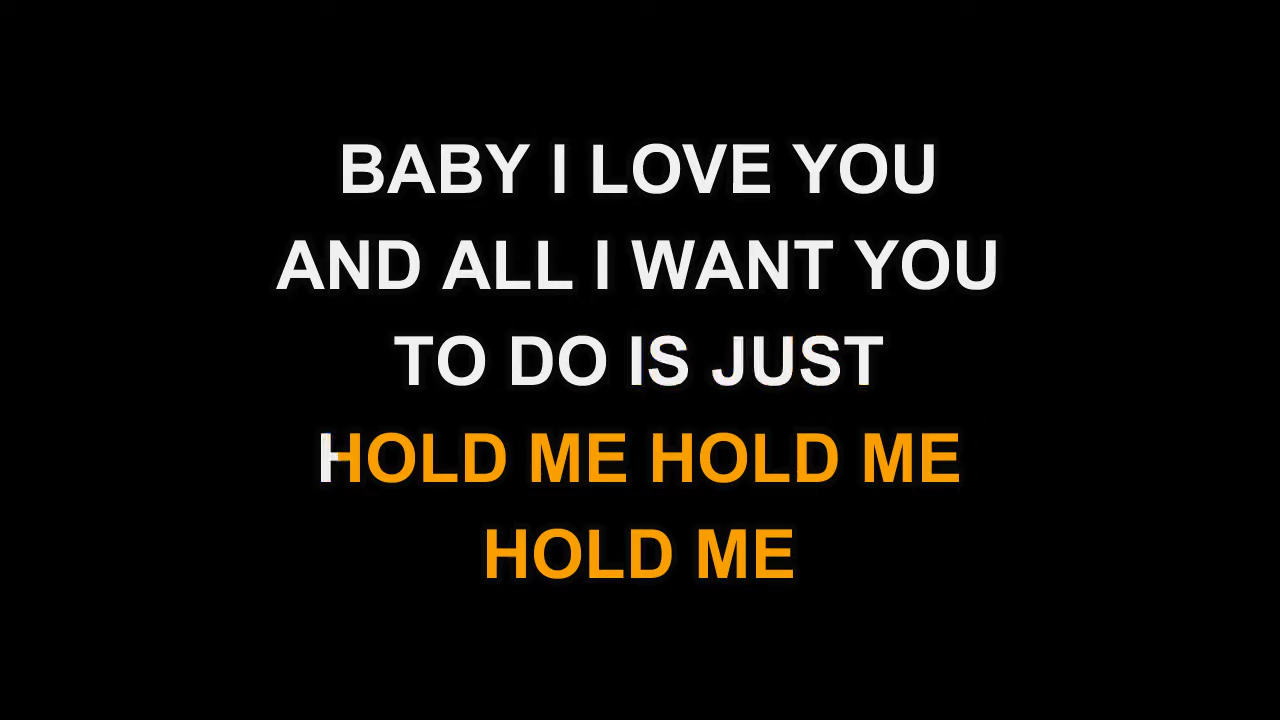 BABY I LOVE YOU
AND ALL I WANT YOU
TO DO IS JUST
HOLD ME HOLD ME
HOLD ME